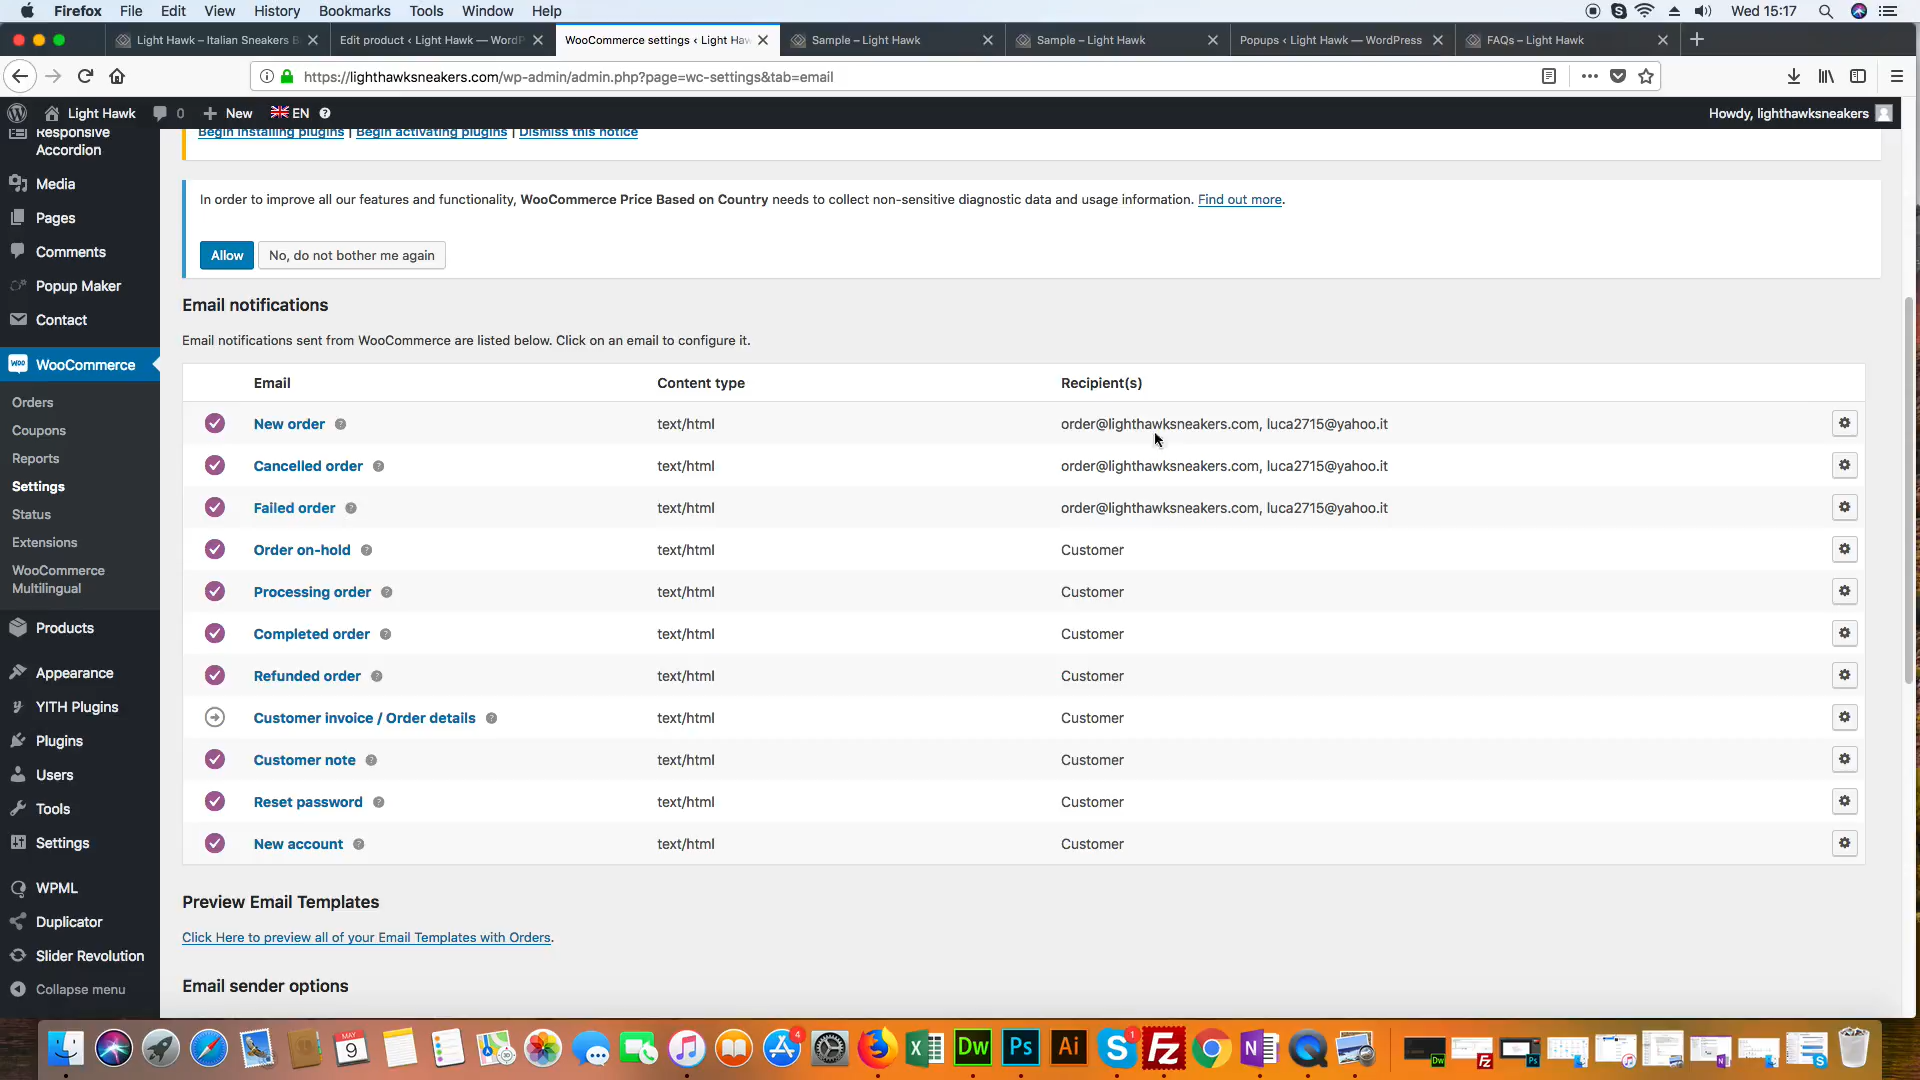 Firefox File Edit View History Bookmarks Tools Window Help Wed 15:17
Light Hawk – Italian Sneakers B Edit product ‹ Light Hawk — WordP WooCommerce settings ‹ Light Haw Sample – Light Hawk Sample – Light Hawk Popups ‹ Light Hawk — WordPress FAQs – Light Hawk
https://lighthawksneakers.com/wp-admin/admin.php?page=wc-settings&tab=email
Light Hawk 0 New EN Howdy, lighthawksneakers
Responsive
Accordion
Media
Pages
Comments
Popup Maker
Contact
WooCommerce
Orders
Coupons
Reports
Settings
Status
Extensions
WooCommerce
Multilingual
Products
Appearance
YITH Plugins
Plugins
Users
Tools
Settings
WPML
Duplicator
Slider Revolution
Collapse menu
Begin installing plugins | Begin activating plugins | Dismiss this notice
In order to improve all our features and functionality, WooCommerce Price Based on Country needs to collect non-sensitive diagnostic data and usage information. Find out more.
Allow No, do not bother me again
Email notifications
Email notifications sent from WooCommerce are listed below. Click on an email to configure it.
Email Content type Recipient(s)
New order text/html order@lighthawksneakers.com, luca2715@yahoo.it
Cancelled order text/html order@lighthawksneakers.com, luca2715@yahoo.it
Failed order text/html order@lighthawksneakers.com, luca2715@yahoo.it
Order on-hold text/html Customer
Processing order text/html Customer
Completed order text/html Customer
Refunded order text/html Customer
Customer invoice / Order details text/html Customer
Customer note text/html Customer
Reset password text/html Customer
New account text/html Customer
Preview Email Templates
Click Here to preview all of your Email Templates with Orders.
Email sender options
MAY 9 4 Dw Ps Ai 1 Fz N